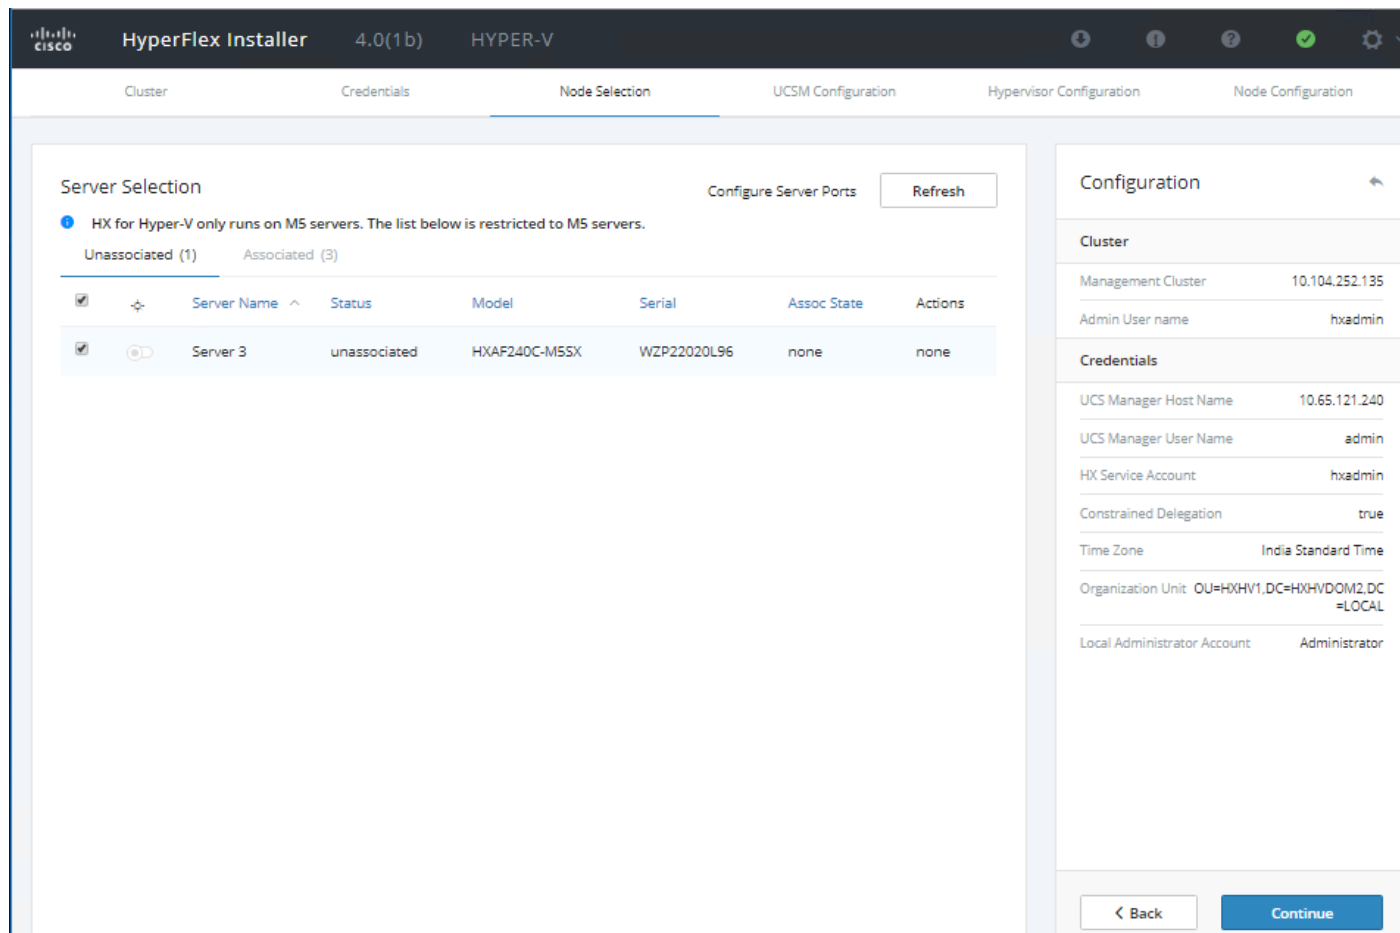 CISCO HyperFlex Installer 4.0(1b) HYPER-V
Cluster Credentials Node Selection UCSM Configuration Hypervisor Configuration Node Configuration
Server Selection
Configure Server Ports Refresh
HX for Hyper-V only runs on M5 servers. The list below is restricted to M5 servers.
Unassociated (1) Associated (3)
Server Name Status Model Serial Assoc State Actions
Server 3 unassociated HXAF240C-M5SX WZP22020L96 none none
Configuration
Cluster
Management Cluster 10.104.252.135
Admin User name hxadmin
Credentials
UCS Manager Host Name 10.65.121.240
UCS Manager User Name admin
HX Service Account hxadmin
Constrained Delegation true
Time Zone India Standard Time
Organization Unit OU=HXHV1,DC=HXHVDOM2,DC
=LOCAL
Local Administrator Account Administrator
Back Continue